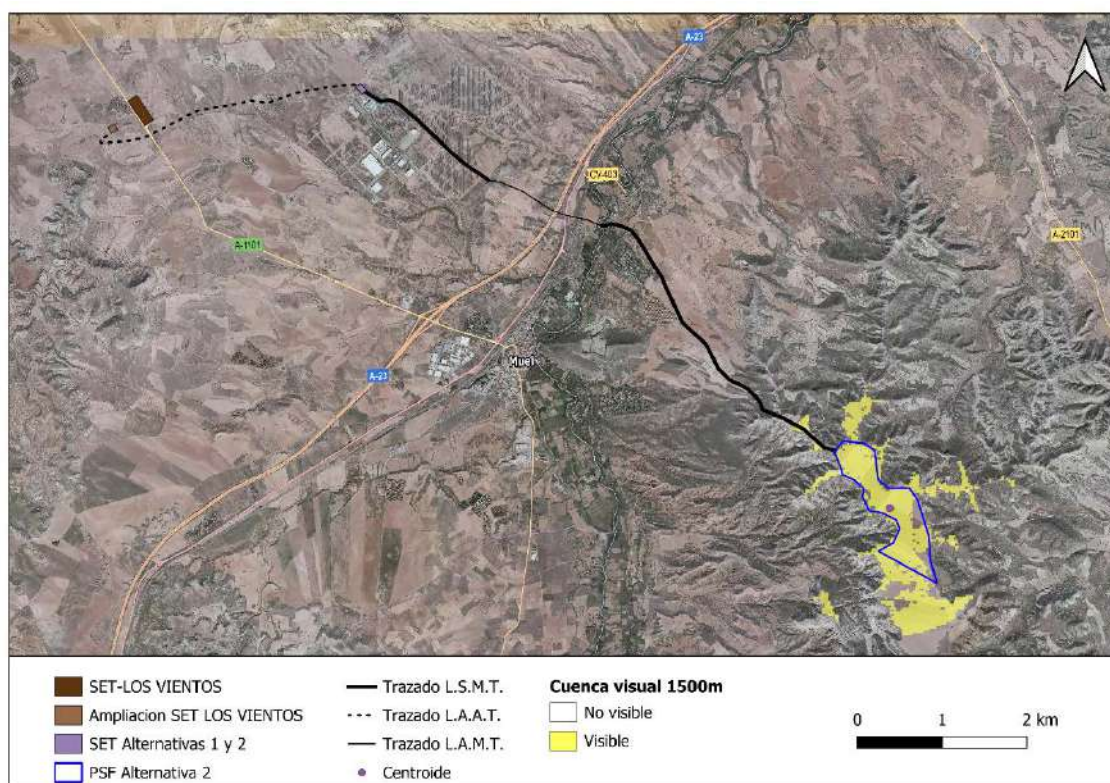 A-23
CV-403
A-2101
A-1101
Muel
A-23
SET-LOS VIENTOS
Ampliacion SET LOS VIENTOS
SET Alternativas 1 y 2
PSF Alternativa 2
Trazado L.S.M.T.
Trazado L.A.A.T.
Trazado L.A.M.T.
Centroide
Cuenca visual 1500m
No visible
Visible
0 1 2 km